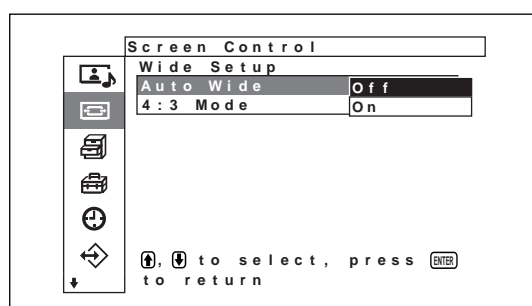 Screen Control
Wide Setup
Auto Wide Off
4:3 Mode On
, to select, press ENTER
to return